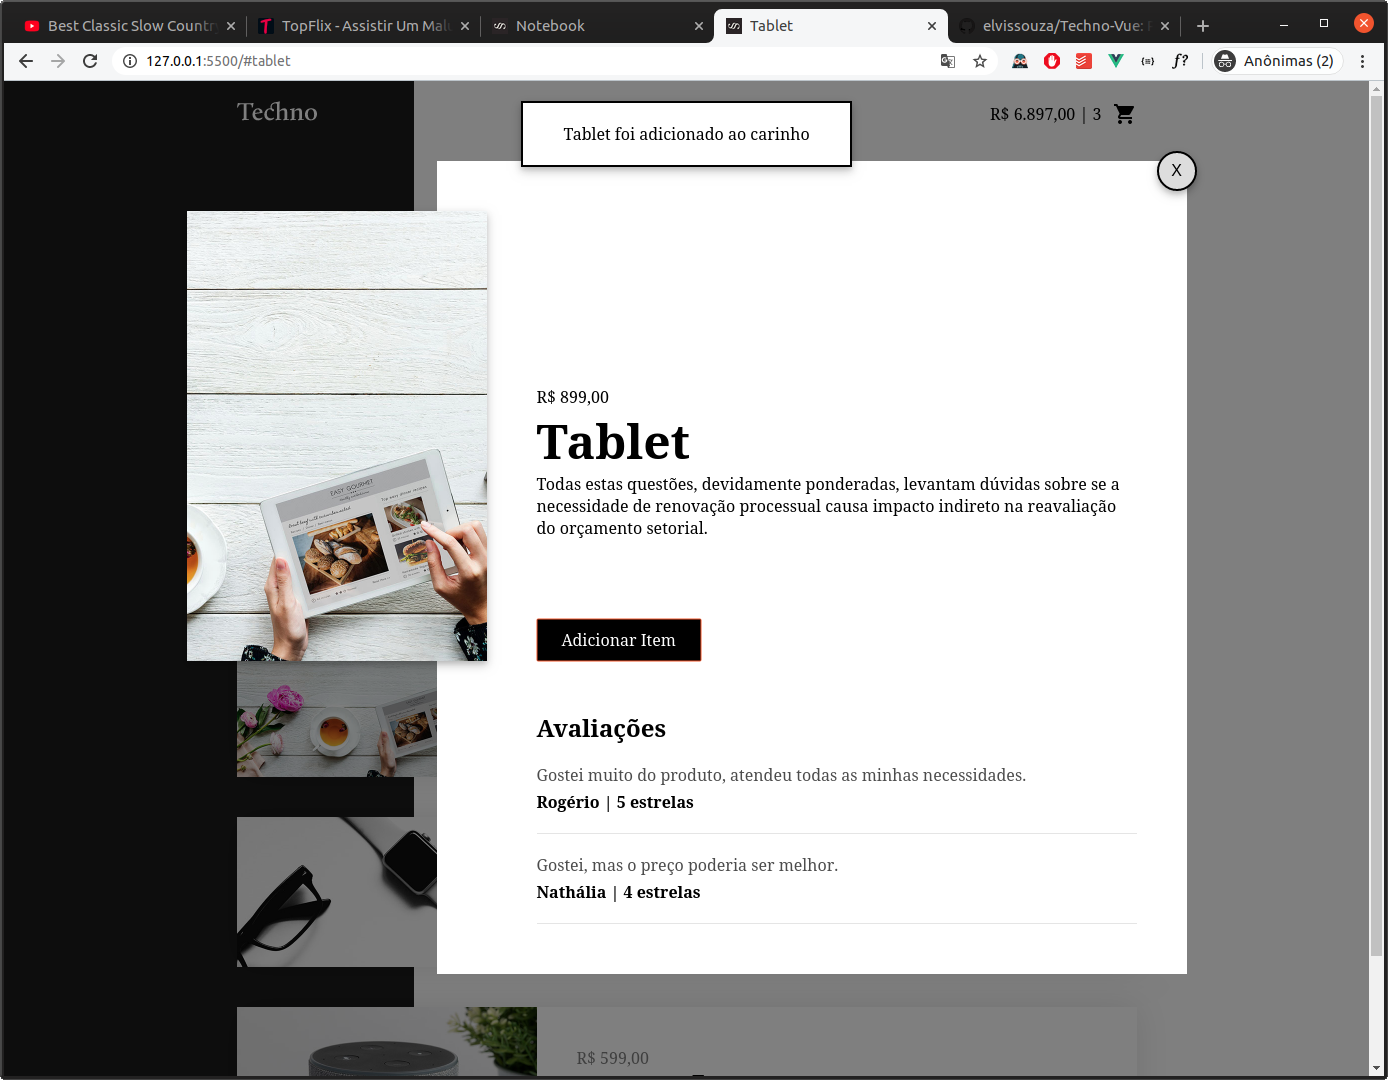 Best Classic Slow Countr
TopFlix - Assistir Um Mal
Notebook
Tablet
elvissouza/Techno-Vue: P
127.0.0.1:5500/#tablet
f?
Anônimas (2)
Techno
Tablet foi adicionado ao carinho
R$ 6.897,00 | 3
X
R$ 899,00
Tablet
Todas estas questões, devidamente ponderadas, levantam dúvidas sobre se a
necessidade de renovação processual causa impacto indireto na reavaliação
do orçamento setorial.
EASY GOURMET
Adicionar Item
Avaliações
Gostei muito do produto, atendeu todas as minhas necessidades.
Rogério | 5 estrelas
Gostei, mas o preço poderia ser melhor.
Nathália | 4 estrelas
R$ 599,00